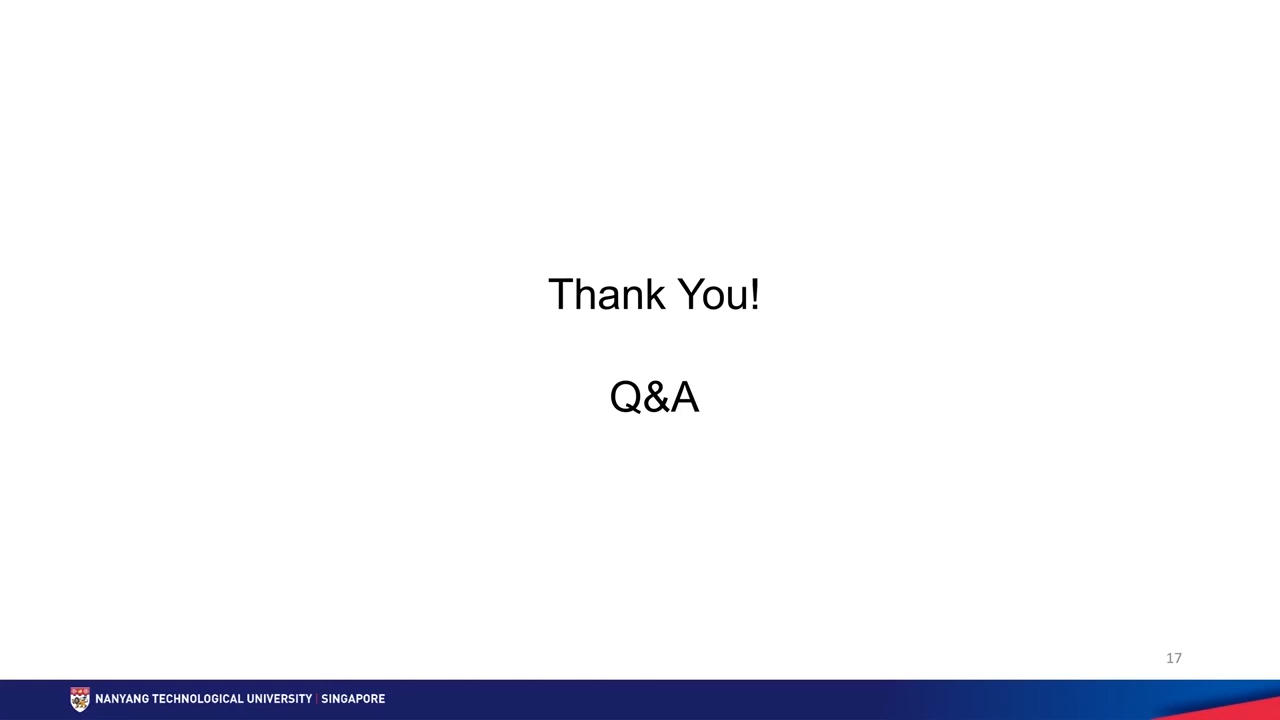 Thank You!
Q&A
17
NANYANG TECHNOLOGICAL UNIVERSITY | SINGAPORE